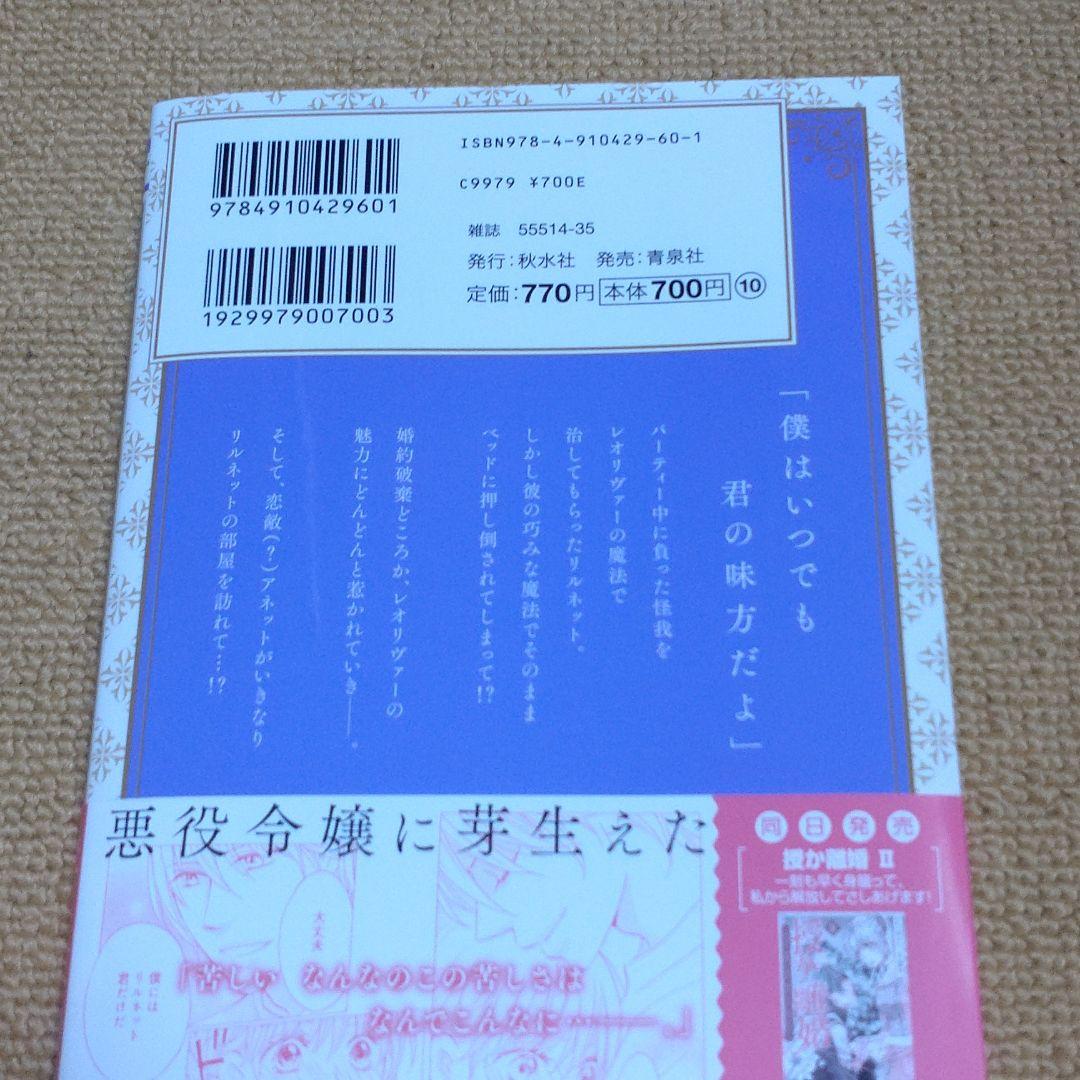 ISBN978-4-910429-60-1
9784910429601
C9979 ¥700E
雑誌 55514-35
発行：秋水社 発売：青泉社
定価：770円 本体700円 10
1929979007003
「僕はいつでも
君の味方だよ」
パーティー中に負った怪我を
レオリヴァーの魔法で
治してもらったリルネット。
しかし彼の巧みな魔法でそのまま
ベッドに押し倒されてしまって!?
婚約破棄どころか、レオリヴァーの
魅力にどんどんと惹かれていき――。
そして、恋敵(?)アネットがいきなり
リルネットの部屋を訪れて…!?
悪役令嬢に芽生えた
大丈夫
僕には
リルネット
君だけだ
「苦しい なんなのこの苦しさは
なんでこんなに………。」
ド
同日発売
授か離婚 II
一刻も早く身籠って、
私から解放してさしあげます!